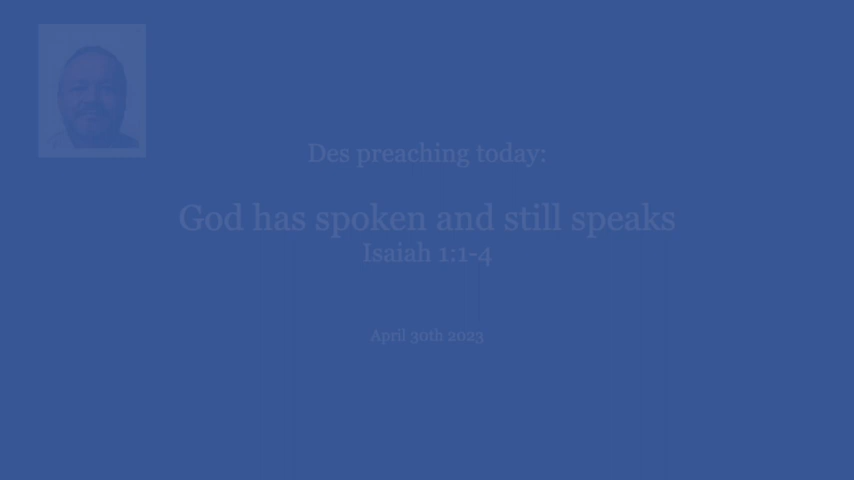 Des preaching today:
God has spoken and still speaks
Isaiah 1:1-4
April 30th 2023